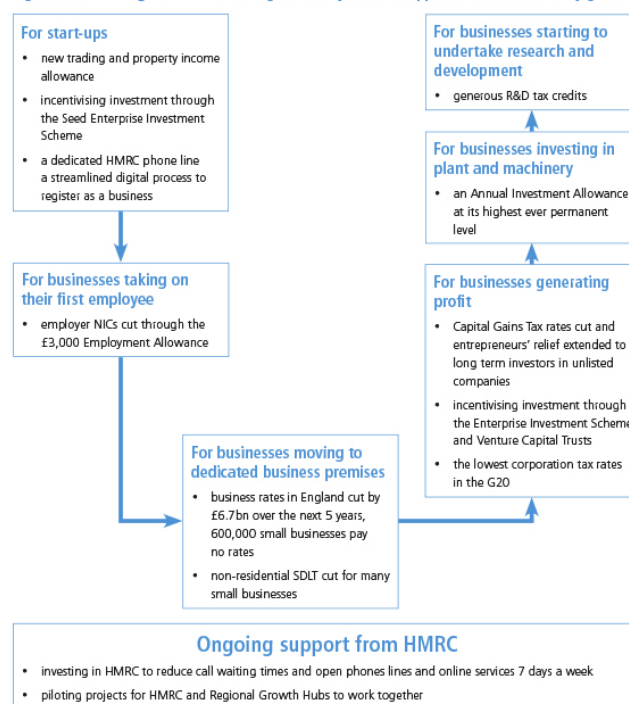 For start-ups
• new trading and property income
allowance
• incentivising investment through
the Seed Enterprise Investment
Scheme
• a dedicated HMRC phone line
a streamlined digital process to
register as a business
For businesses taking on
their first employee
• employer NICs cut through the
£3,000 Employment Allowance
For businesses moving to
dedicated business premises
• business rates in England cut by
£6.7bn over the next 5 years,
600,000 small businesses pay
no rates
• non-residential SDLT cut for many
small businesses
For businesses generating
profit
• Capital Gains Tax rates cut and
entrepreneurs' relief extended to
long term investors in unlisted
companies
• incentivising investment through
the Enterprise Investment Scheme
and Venture Capital Trusts
• the lowest corporation tax rates
in the G20
For businesses investing in
plant and machinery
• an Annual Investment Allowance
at its highest ever permanent
level
For businesses starting to
undertake research and
development
• generous R&D tax credits
Ongoing support from HMRC
• investing in HMRC to reduce call waiting times and open phones lines and online services 7 days a week
• piloting projects for HMRC and Regional Growth Hubs to work together